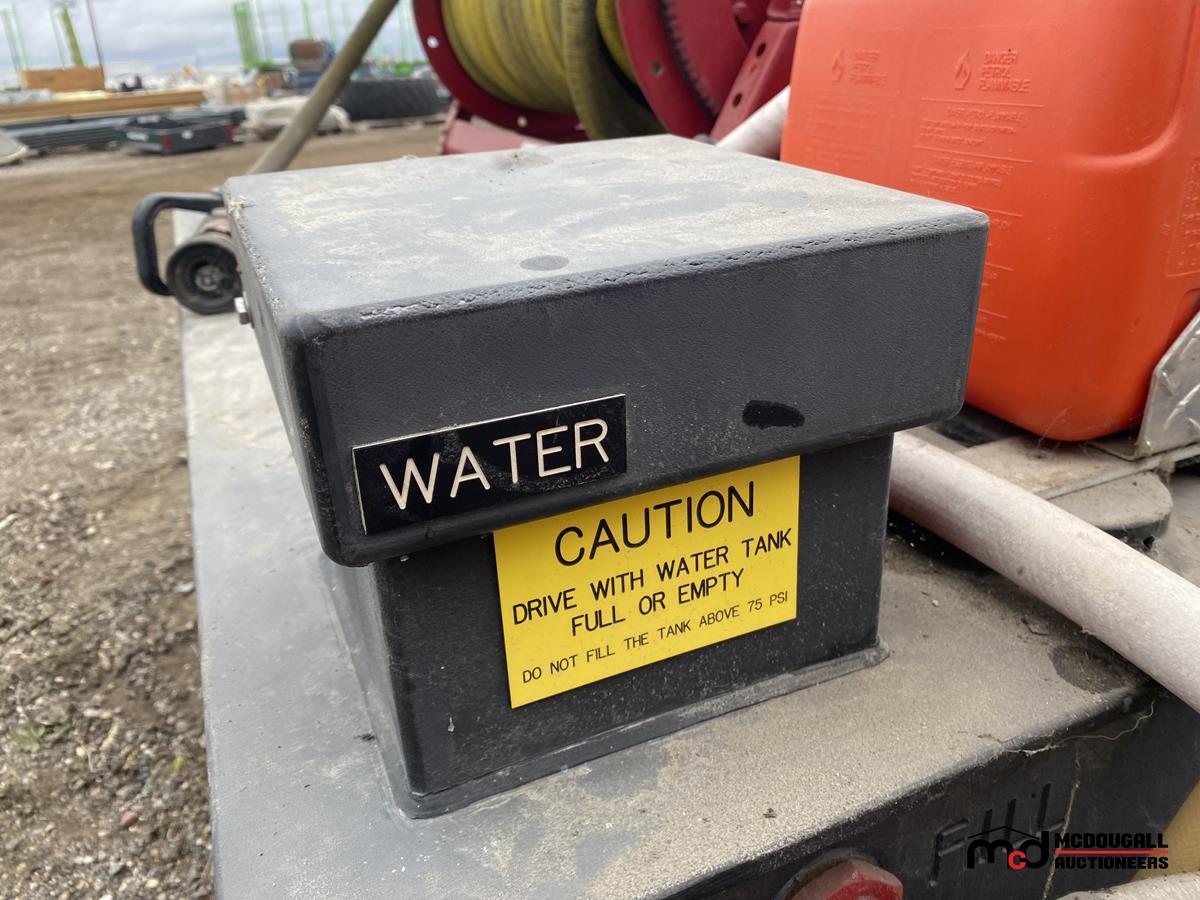 DANGER
PETROL
FLAMMABLE
WATER
CAUTION
DRIVE WITH WATER TANK
FULL OR EMPTY
DO NOT FILL THE TANK ABOVE 75 PSI
mcd MCDOUGALL
AUCTIONEERS